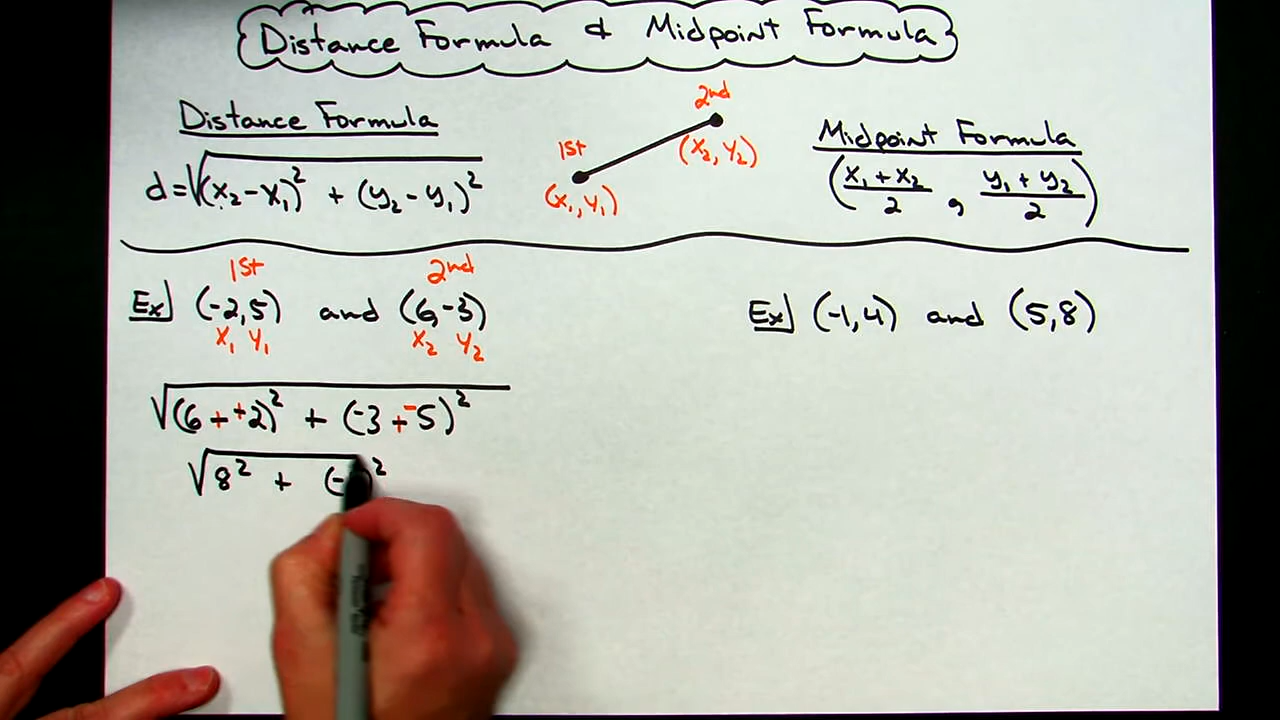 Distance Formula & Midpoint Formula
Distance Formula
d=√(x₂-x₁)² + (y₂-y₁)²
1st
(x₁,y₁)
2nd
(x₂,y₂)
Midpoint Formula
(x₁+x₂/2 , y₁+y₂/2)
1st 2nd
Ex] (-2,5) and (6,-3)
x₁ y₁ x₂ y₂
√(6++2)² + (-3+-5)²
√8² + (- )²
Ex] (-1,4) and (5,8)